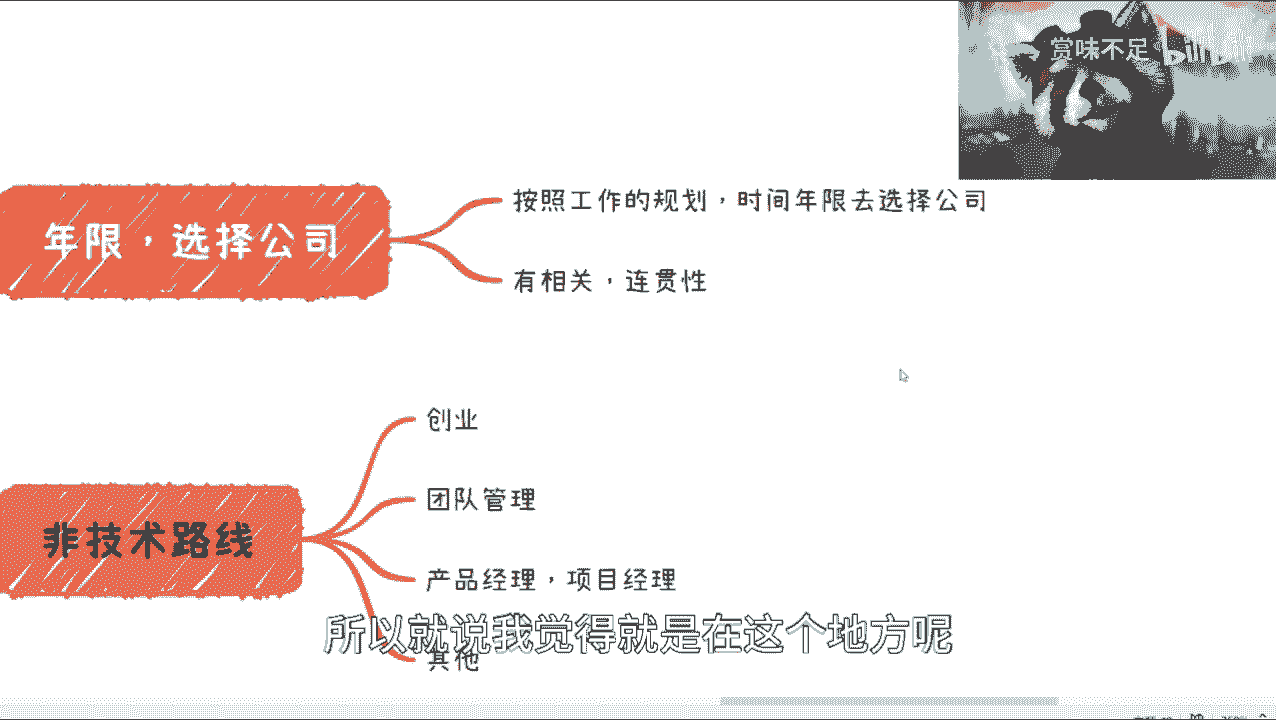 赏味不足 bilibili
按照工作的规划，时间年限去选择公司
年限，选择公司
有相关，连贯性
创业
团队管理
非技术路线
产品经理，项目经理
所以就说我觉得就是在这个地方呢
其他